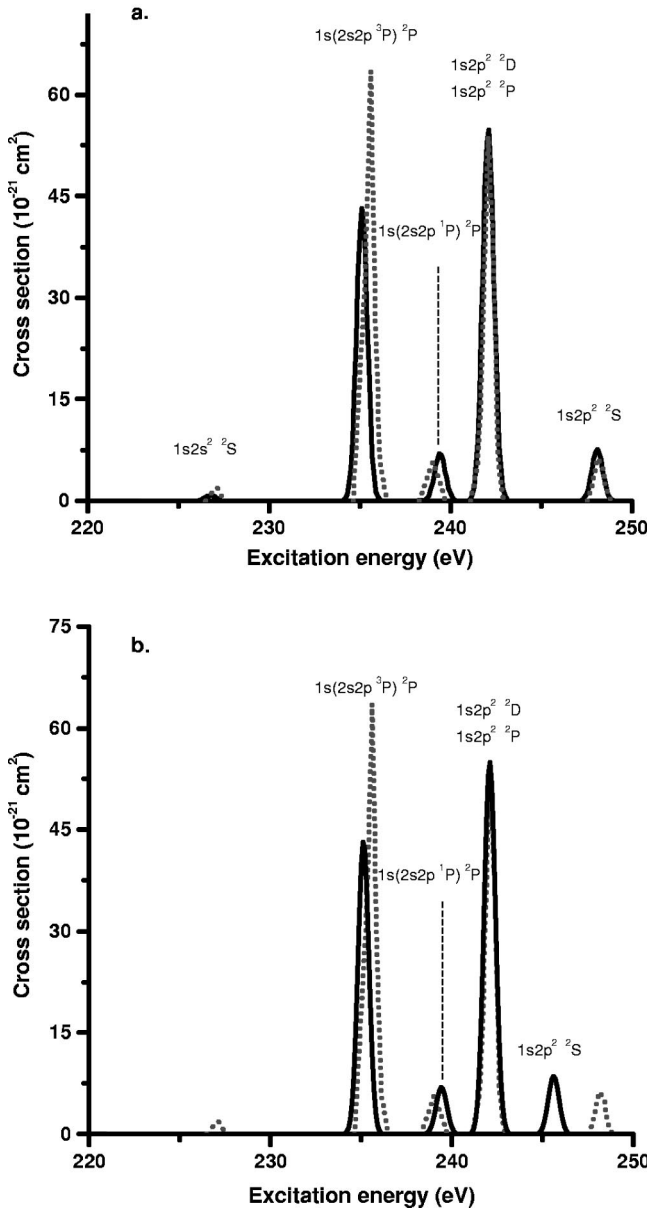 a.
1s(2s2p ³P) ²P
1s2p² ²D
1s2p² ²P
60
45
1s(2s2p ¹P) ²P
30
15
1s2p² ²S
1s2s² ²S
0
220 230 240 250
Excitation energy (eV)
Cross section (10⁻²¹ cm²)
75
b.
1s(2s2p ³P) ²P
1s2p² ²D
60
1s2p² ²P
45
1s(2s2p ¹P) ²P
30
15
1s2p² ²S
0
220 230 240 250
Excitation energy (eV)
Cross section (10⁻²¹ cm²)